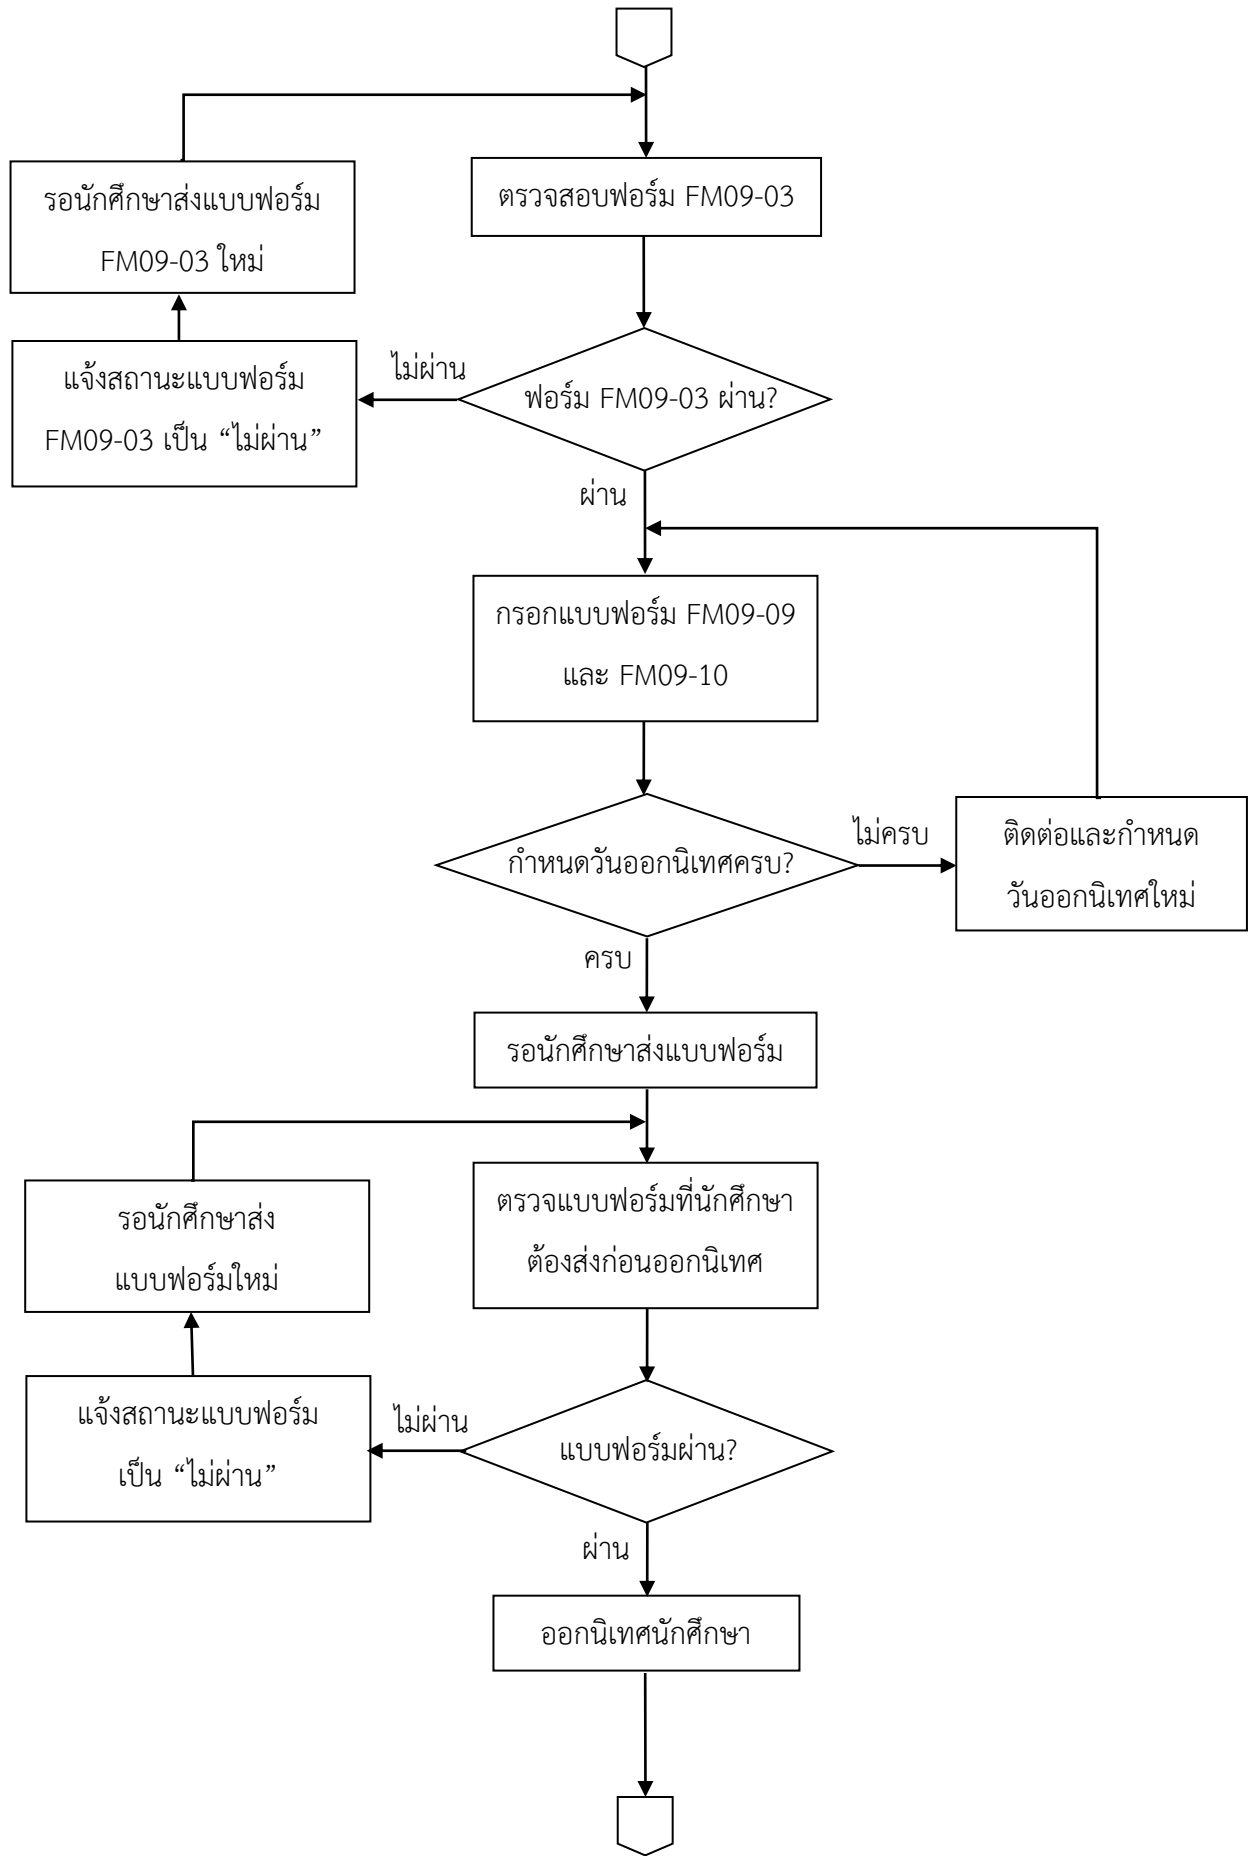 ตรวจสอบฟอร์ม FM09-03
รอนักศึกษาส่งแบบฟอร์ม
FM09-03 ใหม่
ฟอร์ม FM09-03 ผ่าน?
ไม่ผ่าน
แจ้งสถานะแบบฟอร์ม
FM09-03 เป็น “ไม่ผ่าน”
ผ่าน
กรอกแบบฟอร์ม FM09-09
และ FM09-10
กำหนดวันออกนิเทศครบ?
ไม่ครบ
ติดต่อและกำหนด
วันออกนิเทศใหม่
ครบ
รอนักศึกษาส่งแบบฟอร์ม
ตรวจแบบฟอร์มที่นักศึกษา
ต้องส่งก่อนออกนิเทศ
รอนักศึกษาส่ง
แบบฟอร์มใหม่
แบบฟอร์มผ่าน?
ไม่ผ่าน
แจ้งสถานะแบบฟอร์ม
เป็น “ไม่ผ่าน”
ผ่าน
ออกนิเทศนักศึกษา